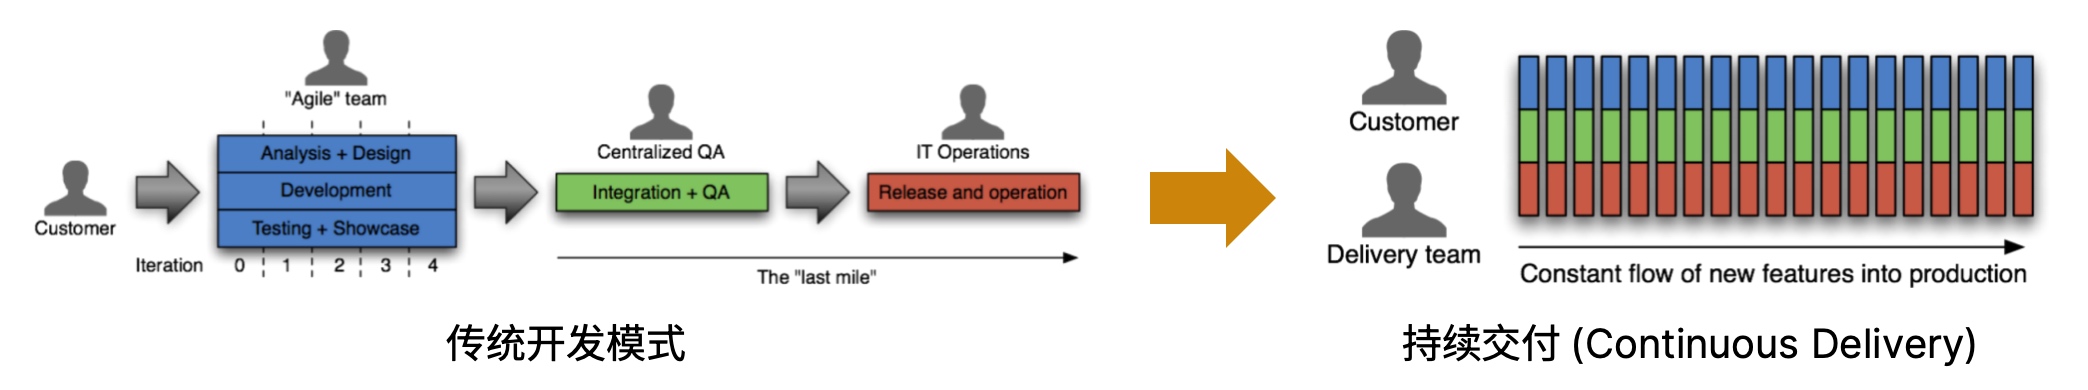 "Agile" team
Customer
Analysis + Design
Development
Testing + Showcase
Iteration 0 1 2 3 4
Centralized QA
Integration + QA
IT Operations
Release and operation
The "last mile"
传统开发模式
Customer
Delivery team
Constant flow of new features into production
持续交付 (Continuous Delivery)